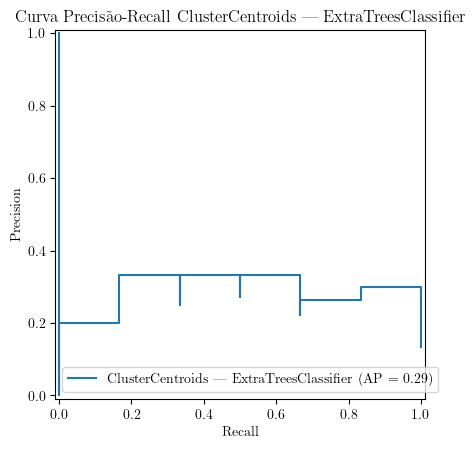 Curva Precisão-Recall ClusterCentroids — ExtraTreesClassifier
1.0
0.8
0.6
0.4
0.2
0.0
Precision
ClusterCentroids — ExtraTreesClassifier (AP = 0.29)
0.0 0.2 0.4 0.6 0.8 1.0
Recall